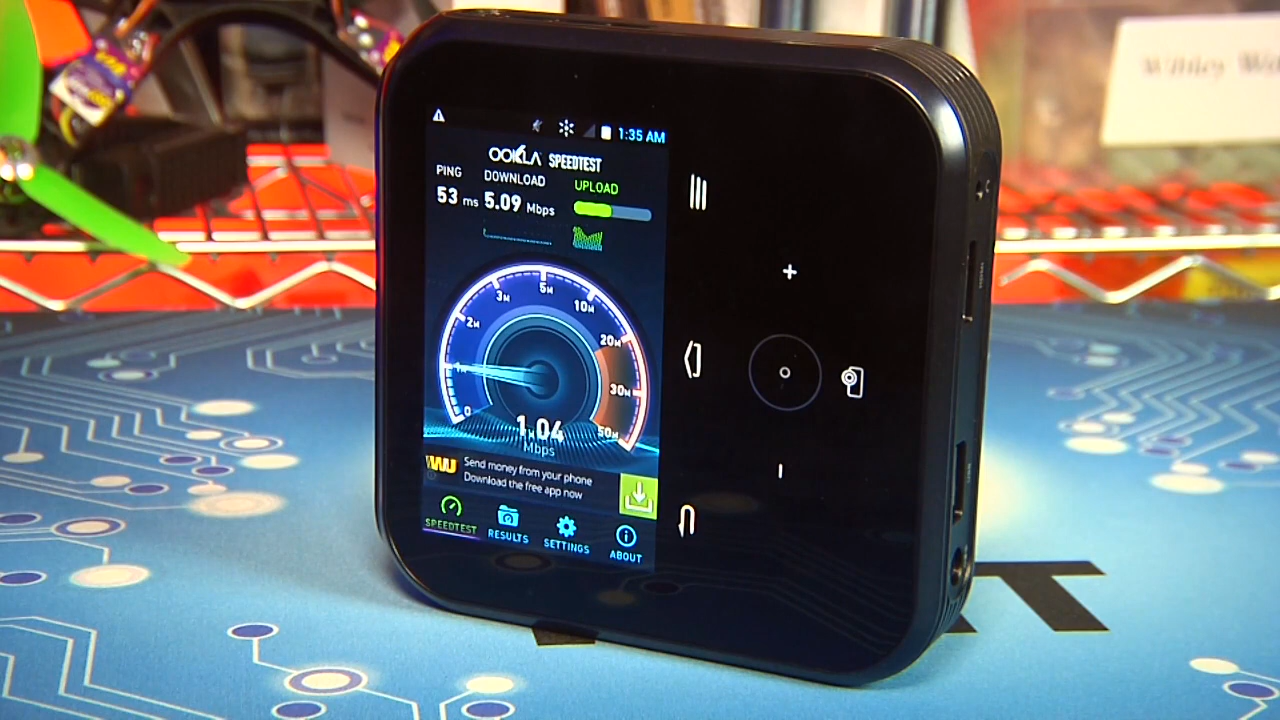 1:35 AM
OOKLA SPEEDTEST
PING DOWNLOAD UPLOAD
53 ms 5.09 Mbps
5M
3M 10M
2M 20M
1M 30M
0 50M
1.04
Mbps
WU Send money from your phone
Download the free app now
SPEEDTEST RESULTS SETTINGS ABOUT